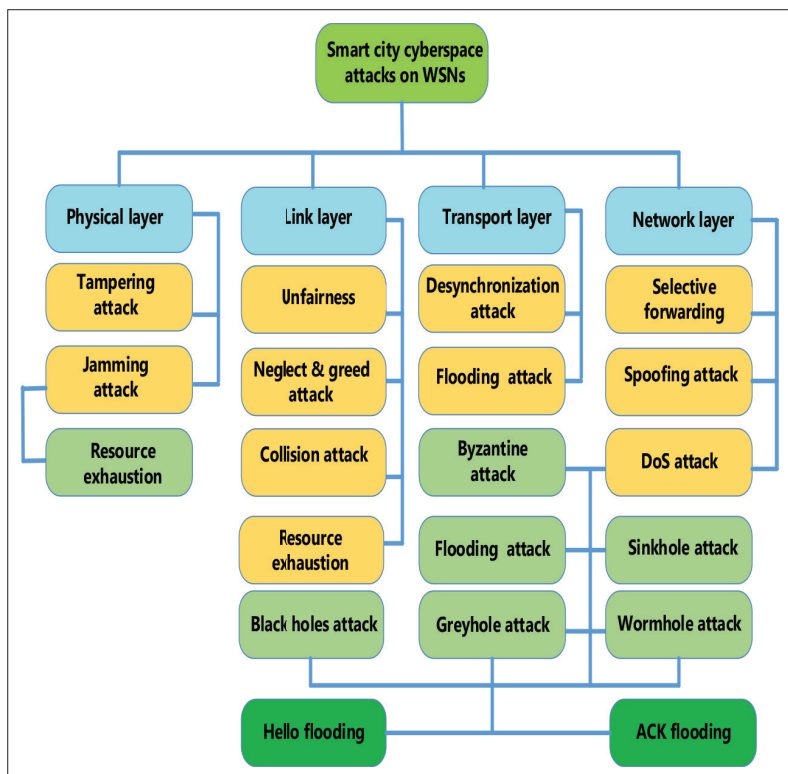 Smart city cyberspace
attacks on WSNs
Physical layer
Link layer
Transport layer
Network layer
Tampering
attack
Unfairness
Desynchronization
attack
Selective
forwarding
Jamming
attack
Neglect & greed
attack
Flooding attack
Spoofing attack
Resource
exhaustion
Collision attack
Byzantine
attack
DoS attack
Resource
exhaustion
Flooding attack
Sinkhole attack
Black holes attack
Greyhole attack
Wormhole attack
Hello flooding
ACK flooding